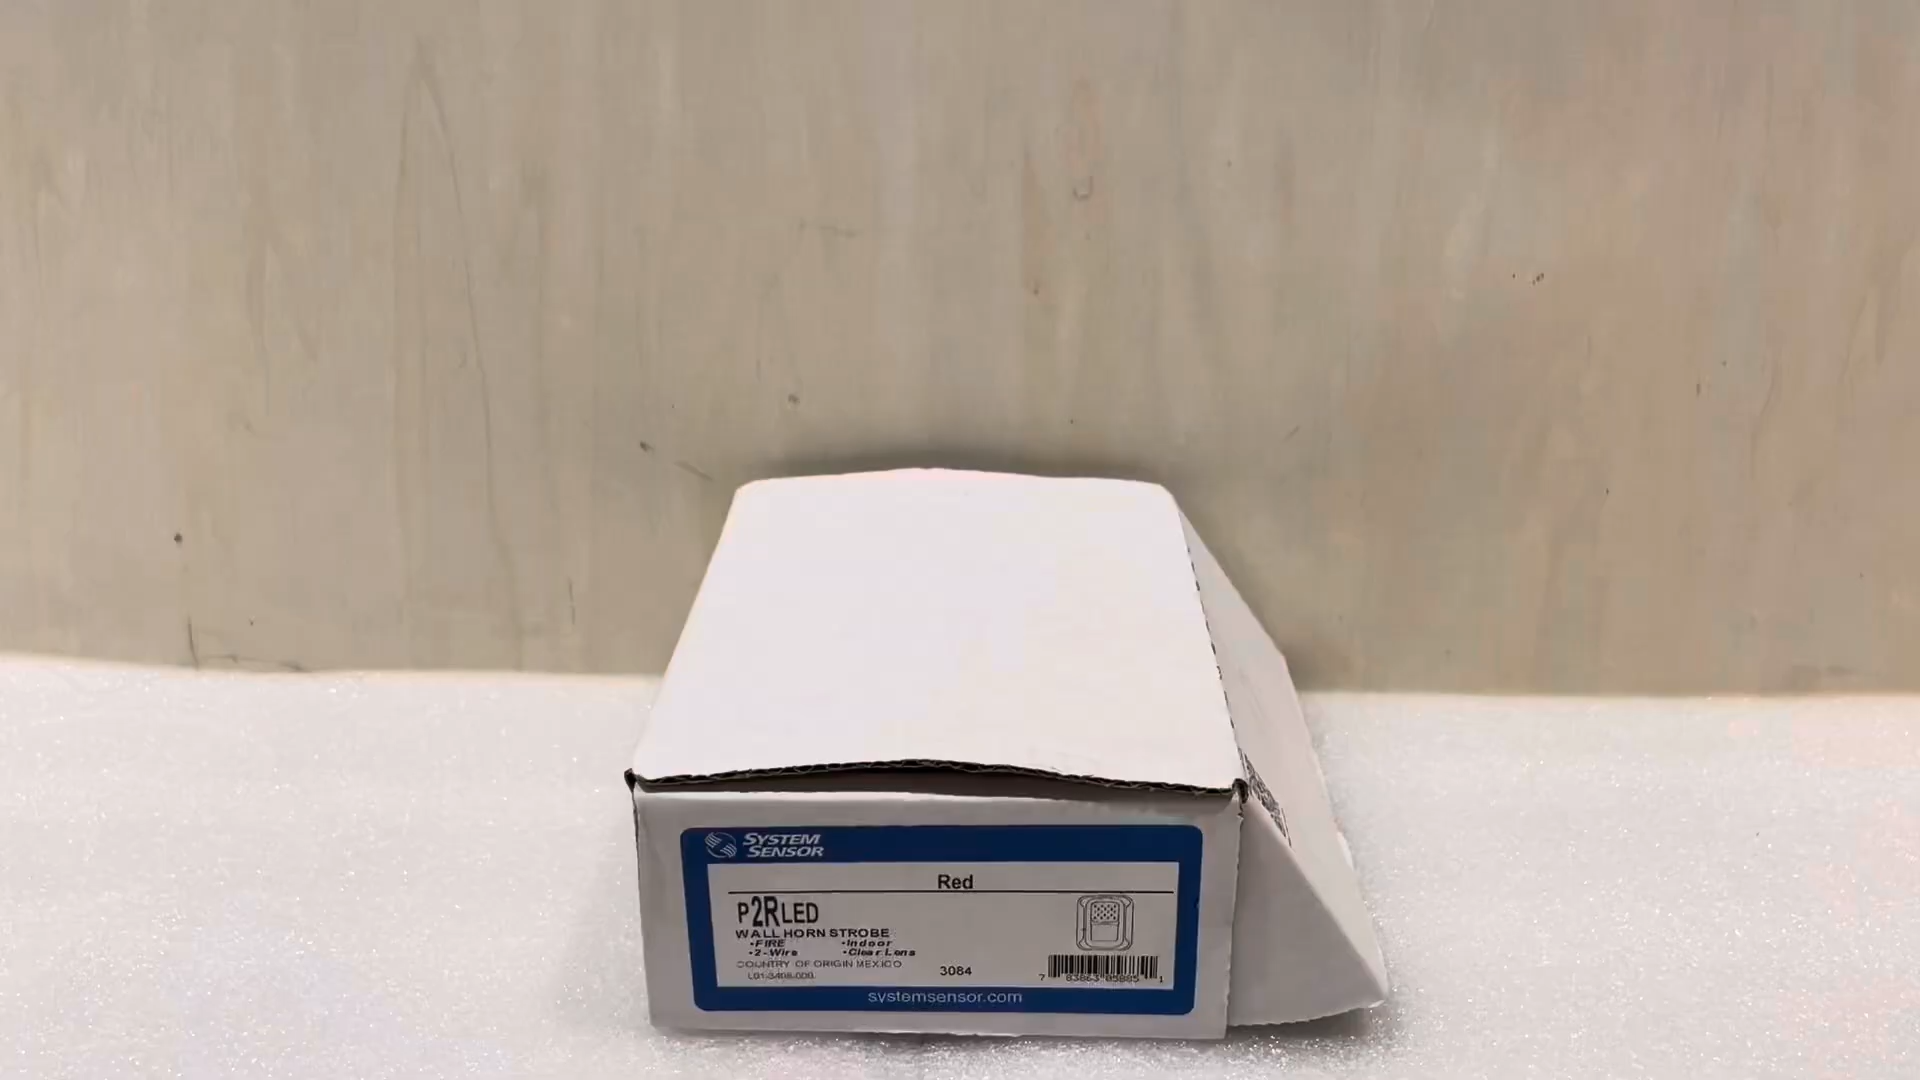 SYSTEM
SENSOR
Red
P2RLED
WALL HORN STROBE
•FIRE •Indoor
•2-Wire •Clear Lens
COUNTRY OF ORIGIN MEXICO
3084
systemsensor.com